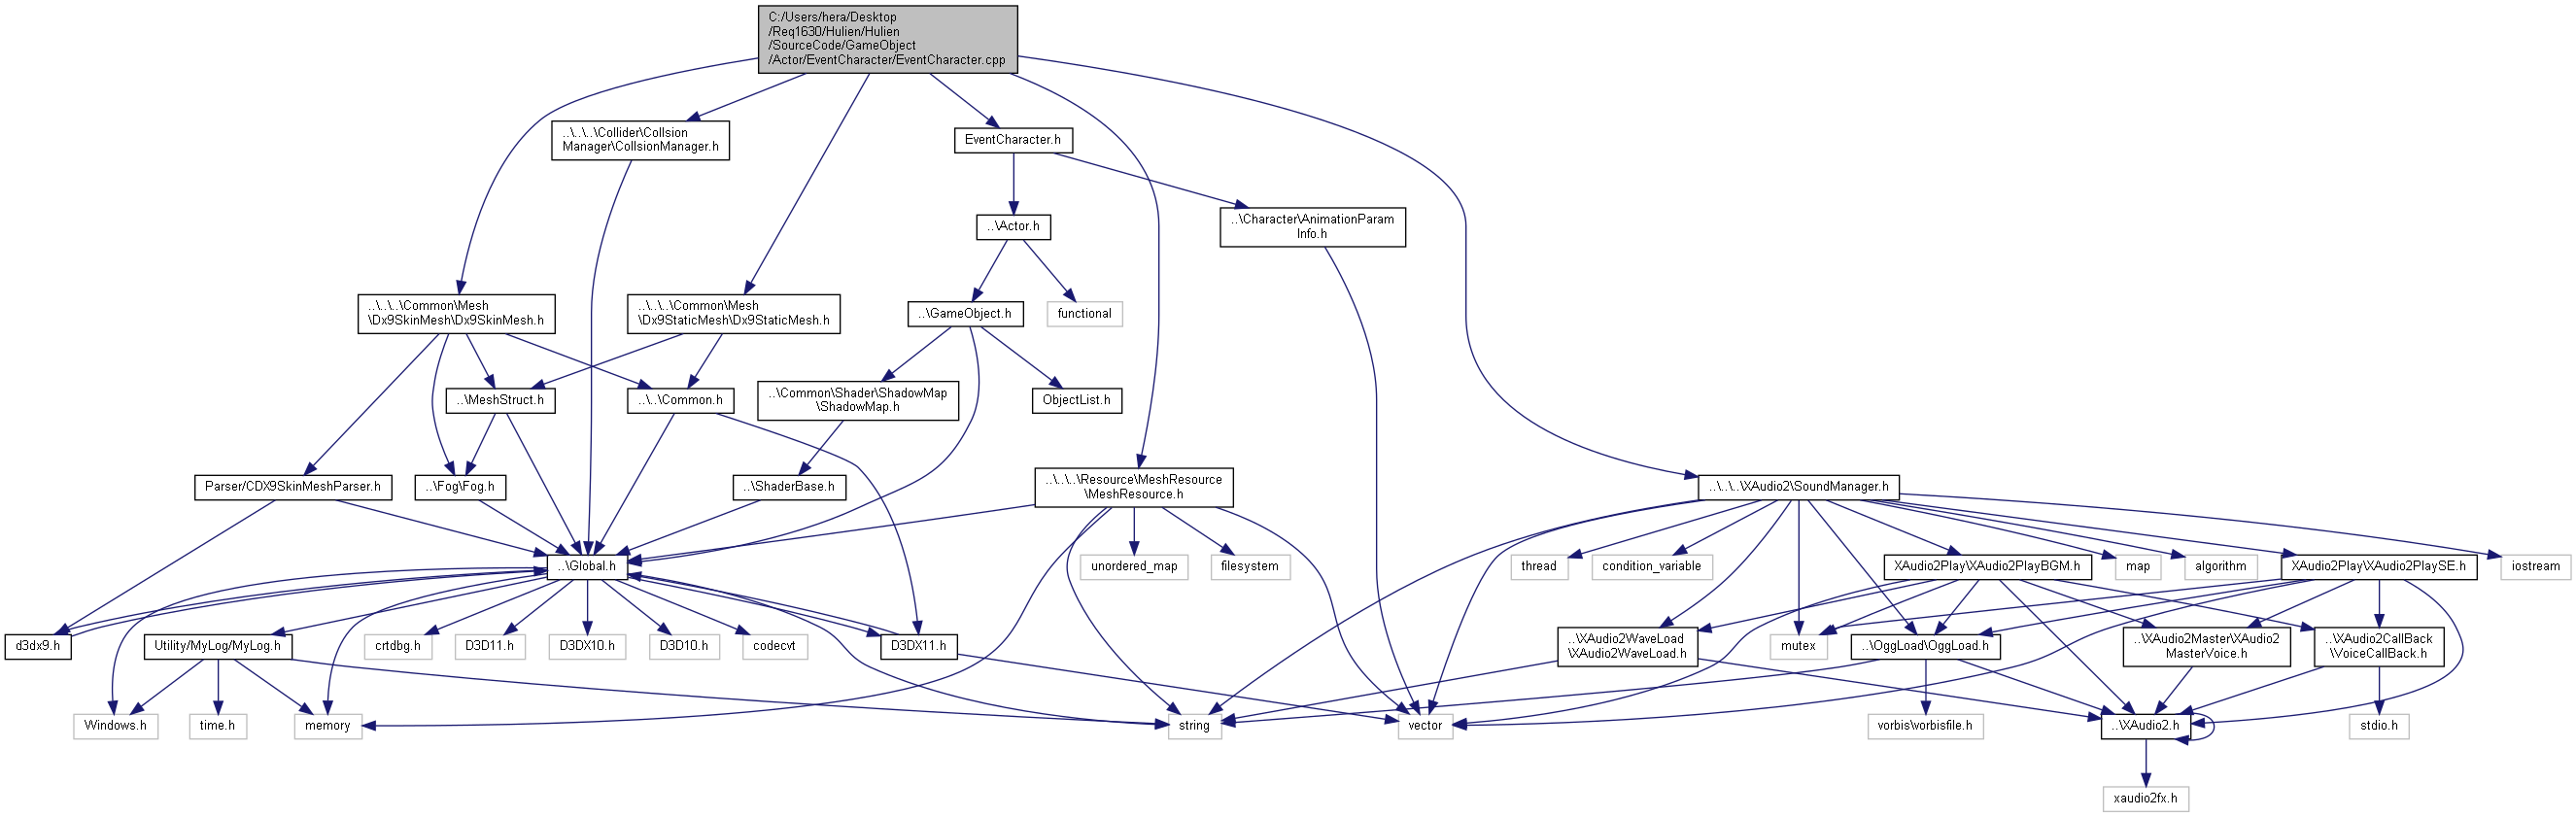 C:/Users/hera/Desktop
/Req1630/Hulien/Hulien
/SourceCode/GameObject
/Actor/EventCharacter/EventCharacter.cpp
..\..\..\Collider\Collsion
Manager\CollsionManager.h
EventCharacter.h
..\Character\AnimationParam
Info.h
..\Actor.h
..\..\..\Common\Mesh
\Dx9SkinMesh\Dx9SkinMesh.h
..\..\..\Common\Mesh
\Dx9StaticMesh\Dx9StaticMesh.h
..\GameObject.h
functional
..\MeshStruct.h
..\..\Common.h
..\Common\Shader\ShadowMap
\ShadowMap.h
ObjectList.h
Parser/CDX9SkinMeshParser.h
..\Fog\Fog.h
..\ShaderBase.h
..\..\..\Resource\MeshResource
\MeshResource.h
..\..\..\XAudio2\SoundManager.h
..\Global.h
unordered_map
filesystem
thread
condition_variable
XAudio2Play\XAudio2PlayBGM.h
map
algorithm
XAudio2Play\XAudio2PlaySE.h
iostream
d3dx9.h
Utility/MyLog/MyLog.h
crtdbg.h
D3D11.h
D3DX10.h
D3D10.h
codecvt
D3DX11.h
..\XAudio2WaveLoad
\XAudio2WaveLoad.h
mutex
..\OggLoad\OggLoad.h
..\XAudio2Master\XAudio2
MasterVoice.h
..\XAudio2CallBack
\VoiceCallBack.h
Windows.h
time.h
memory
string
vector
vorbis\vorbisfile.h
..\XAudio2.h
stdio.h
xaudio2fx.h